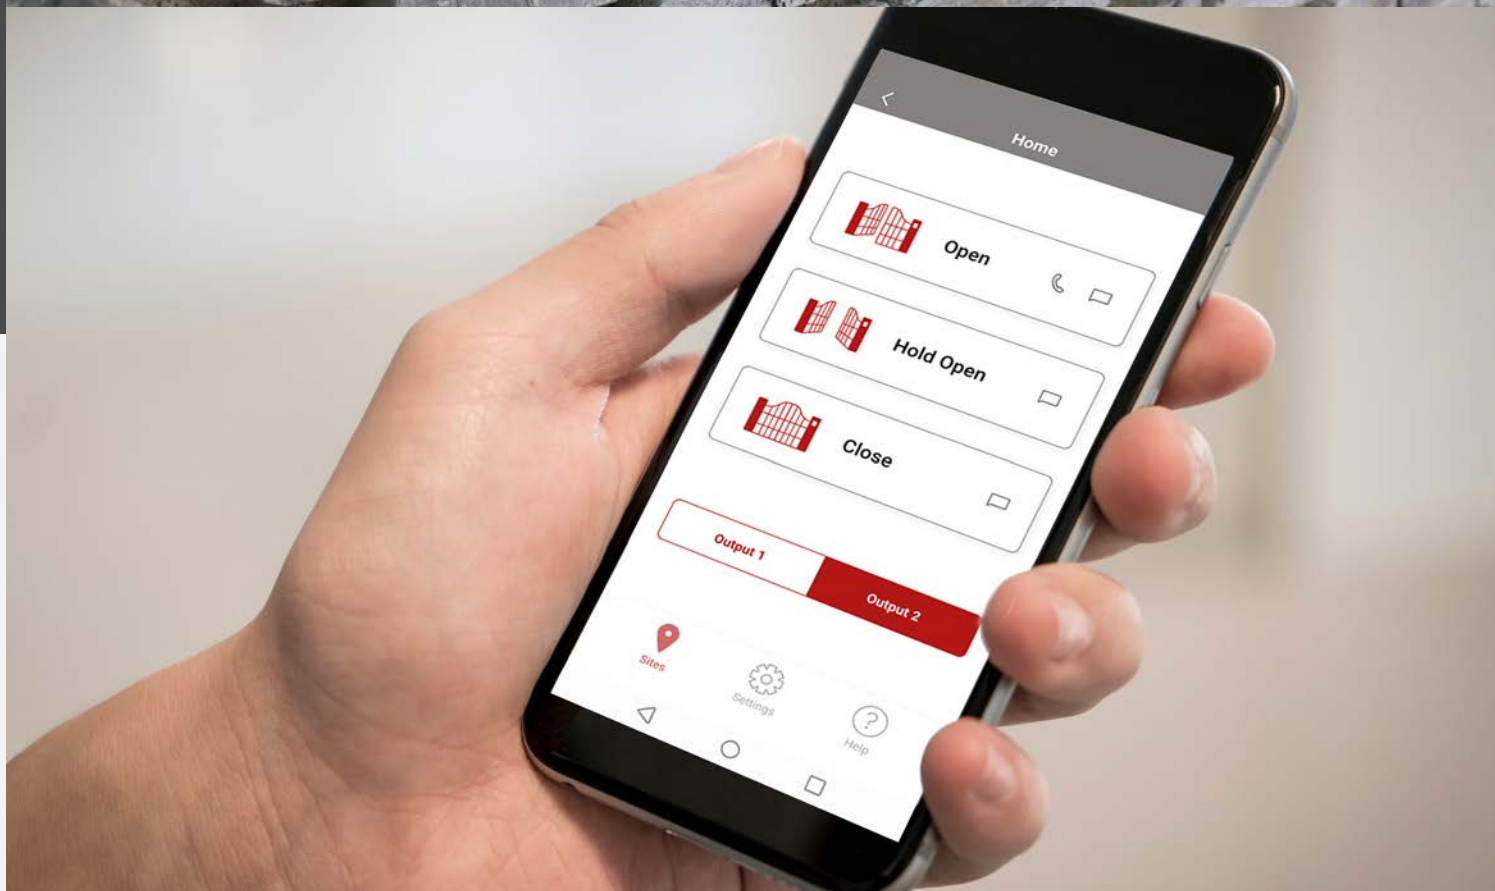 Home
Open
Hold Open
Close
Output 1
Output 2
Sites
Settings
?
Help